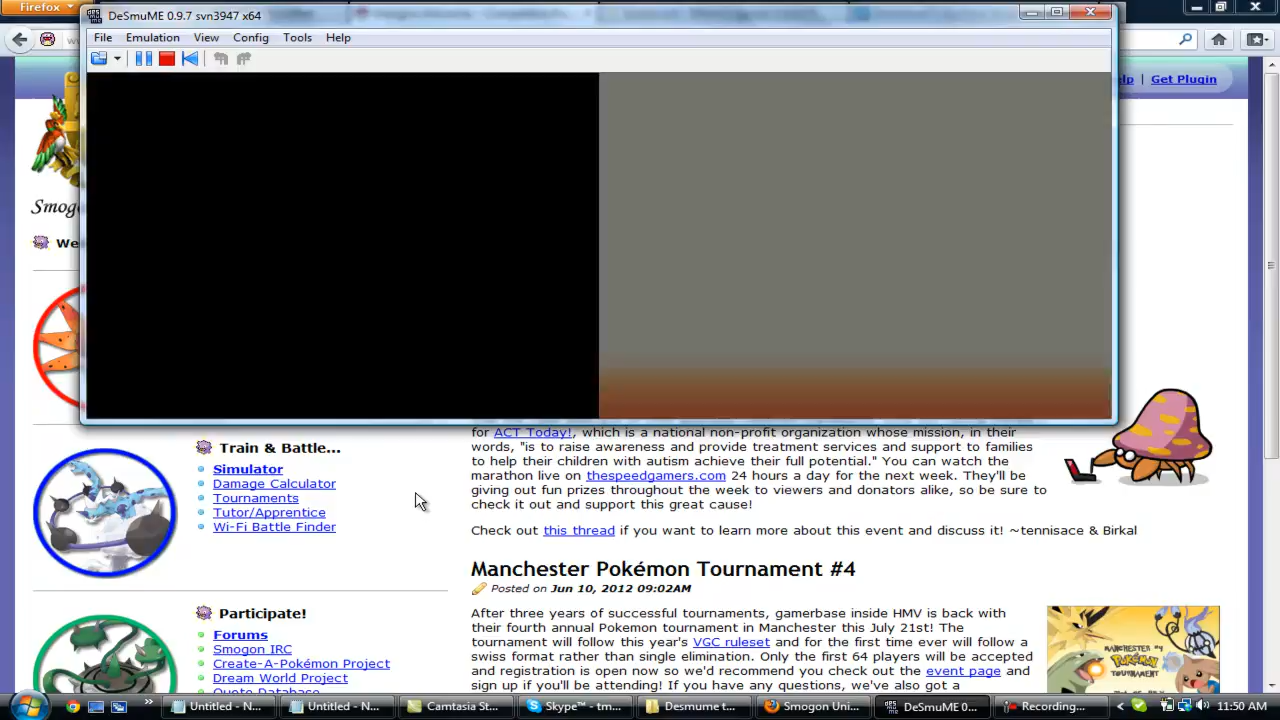 Firefox
DeSmuME 0.9.7 svn3947 x64
File Emulation View Config Tools Help
Get Plugin
Train & Battle...
Simulator
Damage Calculator
Tournaments
Tutor/Apprentice
Wi-Fi Battle Finder
Participate!
Forums
Smogon IRC
Create-A-Pokémon Project
Dream World Project
Quote Database
for ACT Today!, which is a national non-profit organization whose mission, in their
words, "is to raise awareness and provide treatment services and support to families
to help their children with autism achieve their full potential." You can watch the
marathon live on thespeedgamers.com 24 hours a day for the next week. They'll be
giving out fun prizes throughout the week to viewers and donators alike, so be sure to
check it out and support this great cause!
Check out this thread if you want to learn more about this event and discuss it! ~tennisace & Birkal
Manchester Pokémon Tournament #4
Posted on Jun 10, 2012 09:02AM
After three years of successful tournaments, gamerbase inside HMV is back with
their fourth annual Pokemon tournament in Manchester this July 21st! The
tournament will follow this year's VGC ruleset and for the first time ever will follow a
swiss format rather than single elimination. Only the first 64 players will be accepted
and registration is open now so we'd recommend you check out the event page and
sign up if you'll be attending! If you have any questions, we've also got a
MANCHESTER
POKÉMON
TOURNAMENT
Untitled - N... Untitled - N... Camtasia St... Skype™ - tm... Desmume t... Smogon Uni... DeSmuME 0... Recording... 11:50 AM